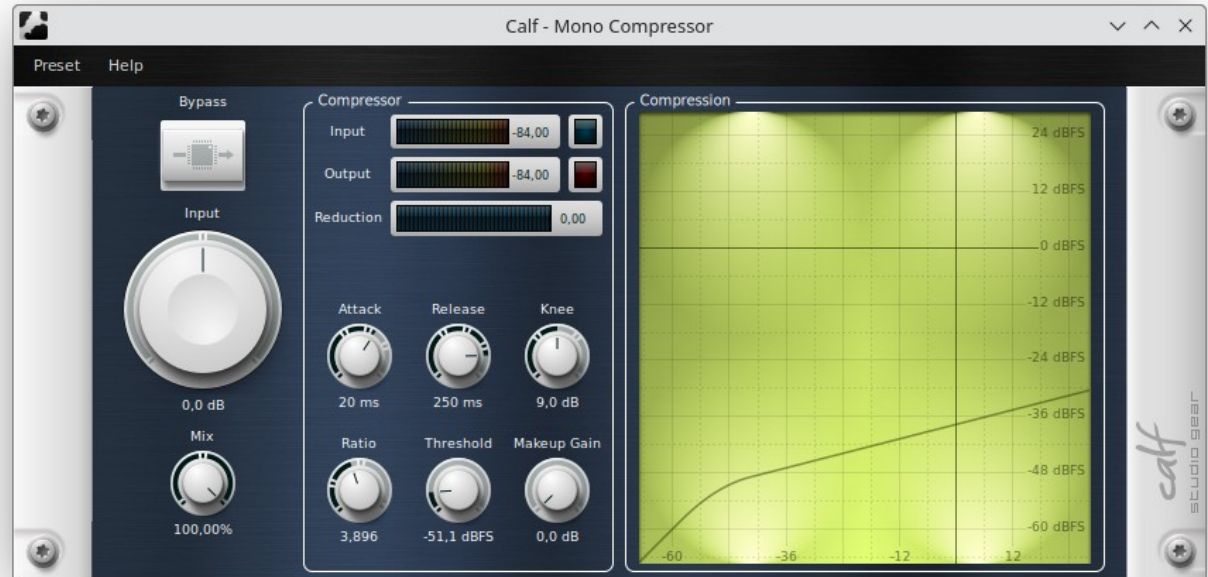 Calf - Mono Compressor
Preset Help
Bypass
Input
0,0 dB
Mix
100,00%
Compressor
Input -84,00
Output -84,00
Reduction 0,00
Attack Release Knee
20 ms 250 ms 9,0 dB
Ratio Threshold Makeup Gain
3,896 -51,1 dBFS 0,0 dB
Compression
24 dBFS
12 dBFS
0 dBFS
-12 dBFS
-24 dBFS
-36 dBFS
-48 dBFS
-60 dBFS
-60 -36 -12 12
calf
studio gear